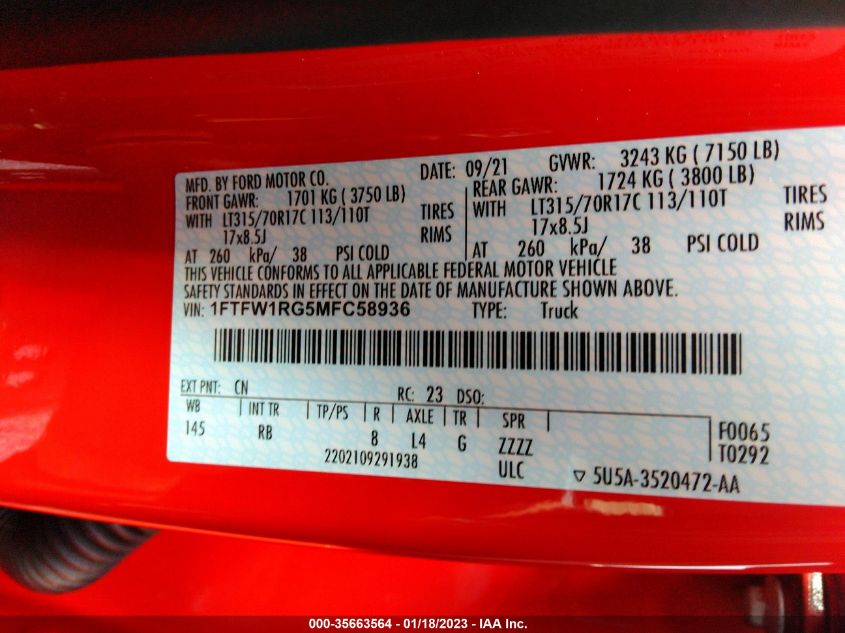 MFD. BY FORD MOTOR CO. DATE: 09/21 GVWR: 3243 KG ( 7150 LB)
FRONT GAWR: 1701 KG ( 3750 LB) REAR GAWR: 1724 KG ( 3800 LB)
WITH LT315/70R17C 113/110T TIRES WITH LT315/70R17C 113/110T TIRES
17x8.5J RIMS 17x8.5J RIMS
AT 260 kPa/ 38 PSI COLD AT 260 kPa/ 38 PSI COLD
THIS VEHICLE CONFORMS TO ALL APPLICABLE FEDERAL MOTOR VEHICLE
SAFETY STANDARDS IN EFFECT ON THE DATE OF MANUFACTURE SHOWN ABOVE.
VIN: 1FTFW1RG5MFC58936 TYPE: Truck
EXT PNT: CN RC: 23 DSO:
WB INT TR TP/PS R AXLE TR SPR
145 RB 8 L4 G ZZZZ F0065
2202109291938 ULC T0292
▽ 5U5A-3520472-AA
000-35663564 - 01/18/2023 - IAA Inc.